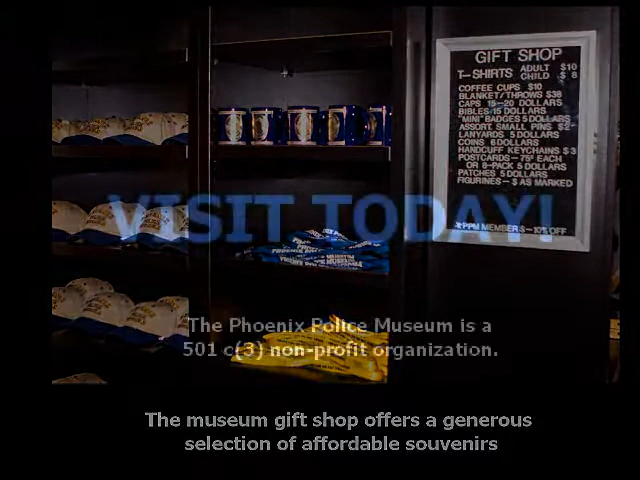 GIFT SHOP
T-SHIRTS ADULT $10
CHILD $ 8
COFFEE CUPS $10
BLANKET/THROWS $38
CAPS 15-20 DOLLARS
BIBLES 15 DOLLARS
"MINI" BADGES 5 DOLLARS
ASSORT SMALL PINS $2
LANYARDS 5 DOLLARS
COINS 6 DOLLARS
HANDCUFF KEYCHAINS $3
POSTCARDS-75¢ EACH
OR 8-PACK 5 DOLLARS
PATCHES 5 DOLLARS
FIGURINES-$ AS MARKED
PPM MEMBERS-10% OFF
VISIT TODAY!
PHOENIX POLICE MUSEUM
The Phoenix Police Museum is a
501 c(3) non-profit organization.
The museum gift shop offers a generous
selection of affordable souvenirs